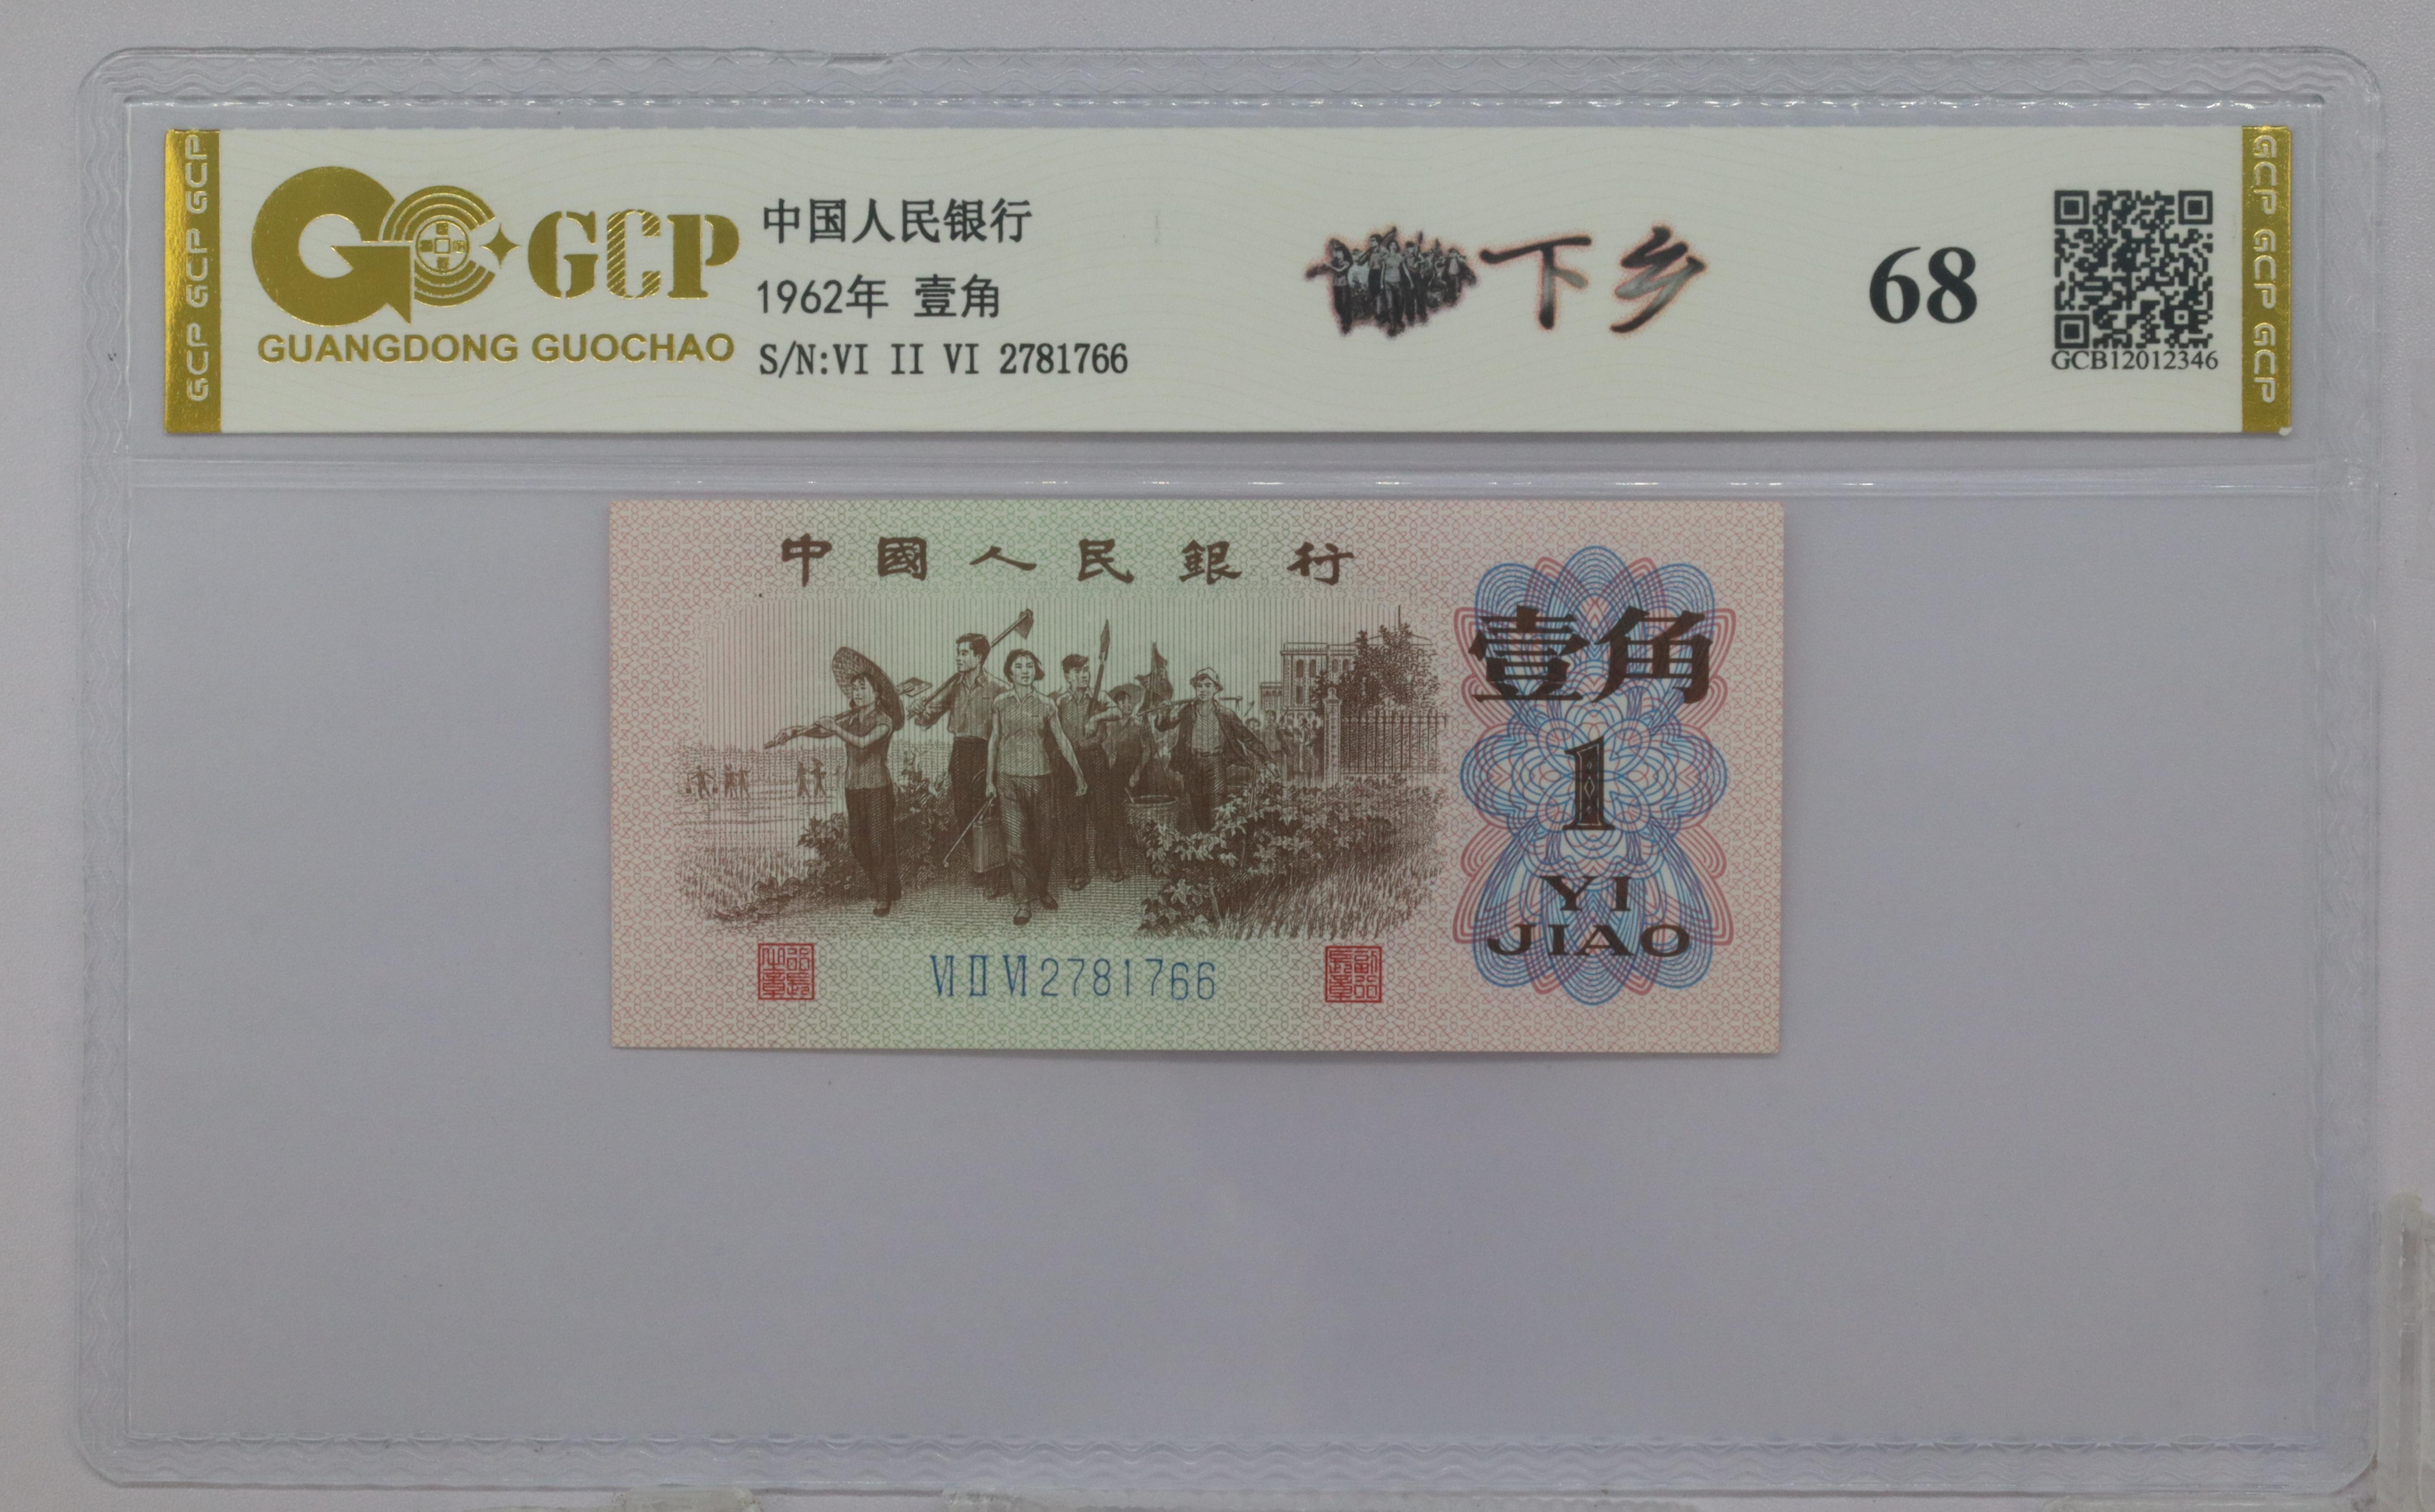 GCP GCP GCP
GCP
GUANGDONG GUOCHAO
中国人民银行
1962年 壹角
S/N:VI II VI 2781766
下乡
68
GCB12012346
GCP GCP GCP
中國人民銀行
壹角
1
YI
JIAO
VI II VI 2781766